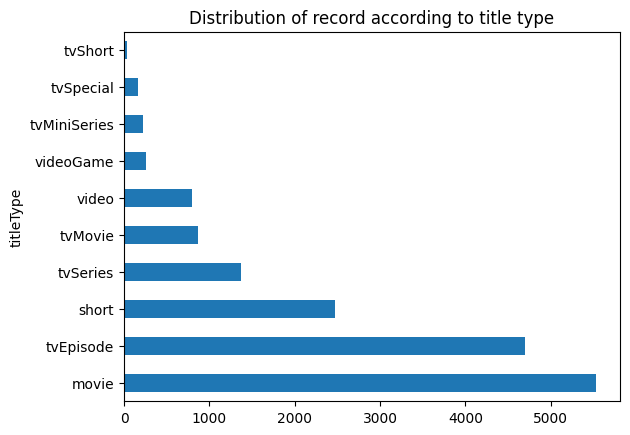 Distribution of record according to title type
titleType
tvShort
tvSpecial
tvMiniSeries
videoGame
video
tvMovie
tvSeries
short
tvEpisode
movie
0 1000 2000 3000 4000 5000